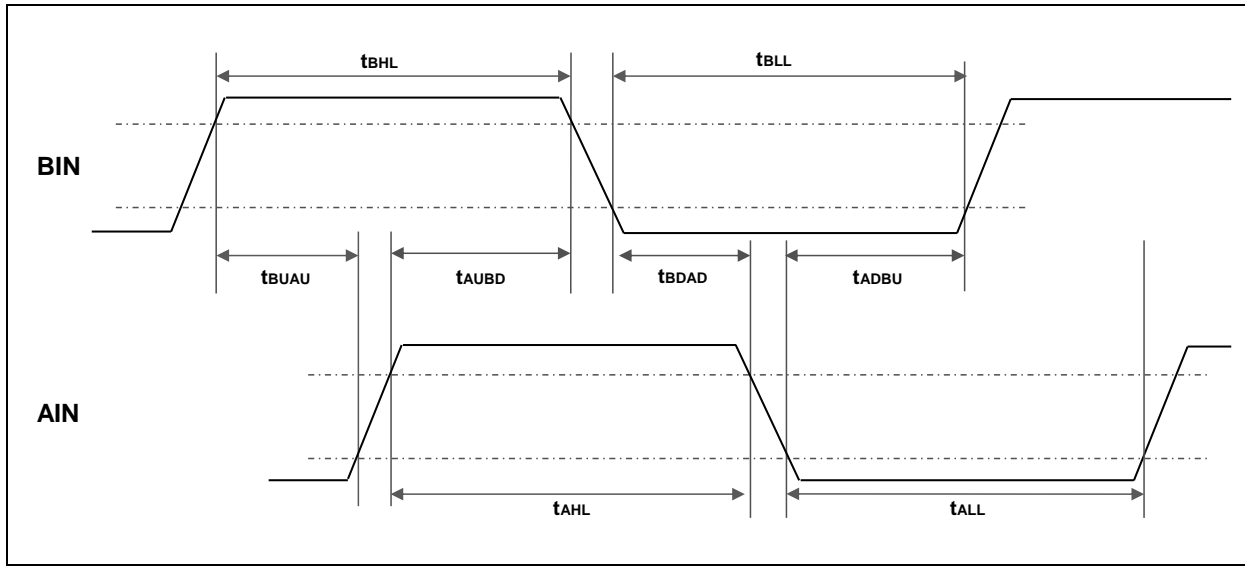 tBHL
tBLL
BIN
tBUAU
tAUBD
tBDAD
tADBU
AIN
tAHL
tALL